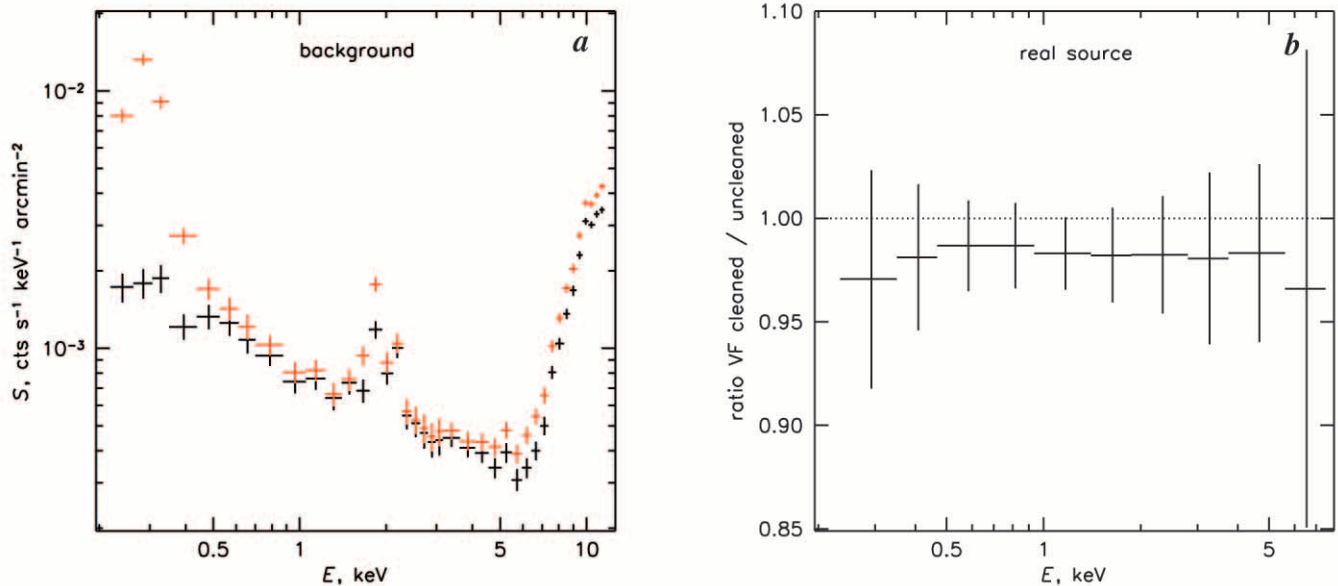 background
a
10⁻²
10⁻³
S, cts s⁻¹ keV⁻¹ arcmin⁻²
0.5 1 5 10
E, keV
real source
b
1.10
1.05
1.00
0.95
0.90
0.85
ratio VF cleaned / uncleaned
0.5 1 5
E, keV